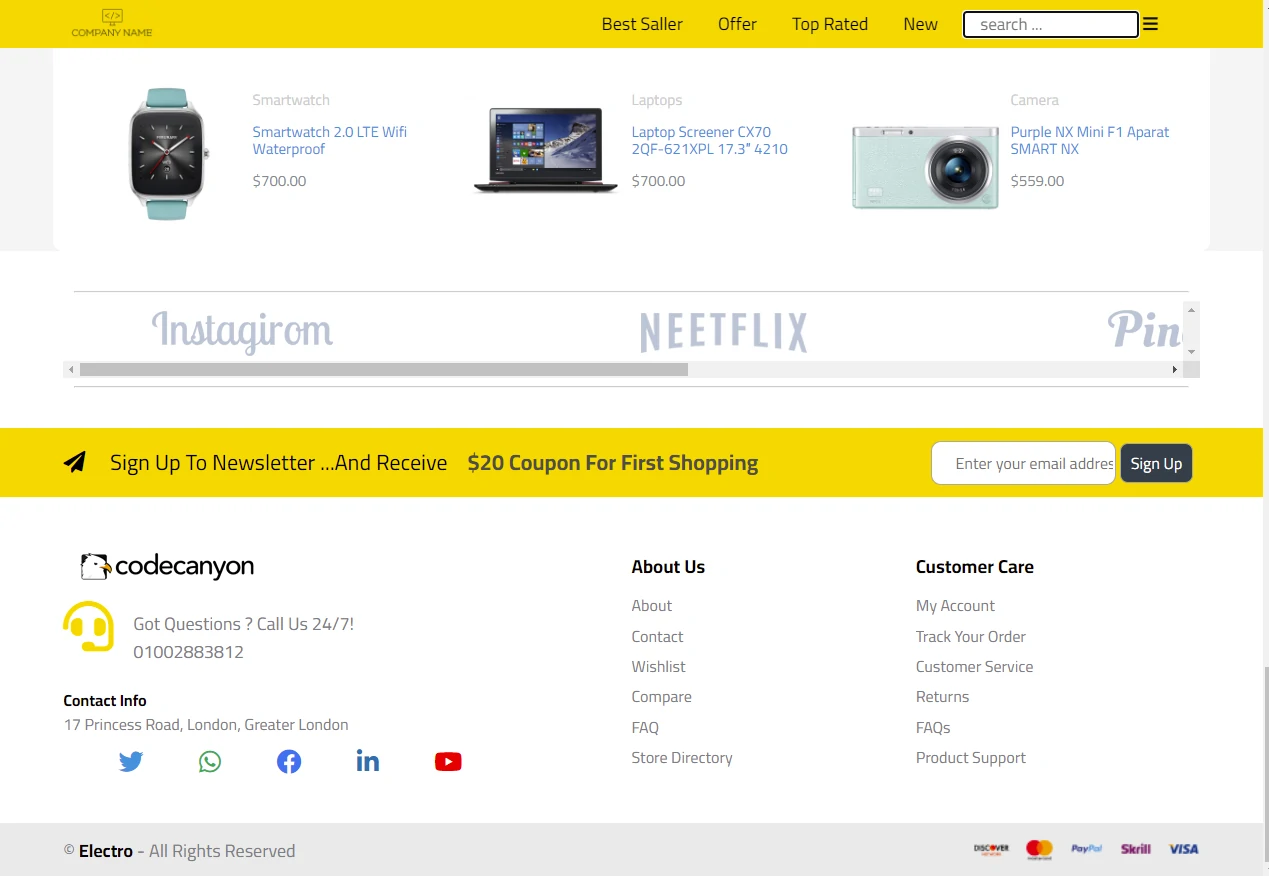 COMPANY NAME
Best Saller Offer Top Rated New search ...
Smartwatch
Smartwatch 2.0 LTE Wifi
Waterproof
$700.00
Laptops
Laptop Screener CX70
2QF-621XPL 17.3″ 4210
$700.00
Camera
Purple NX Mini F1 Aparat
SMART NX
$559.00
Instagirom
NEETFLIX
Pin
Sign Up To Newsletter ...And Receive $20 Coupon For First Shopping
Enter your email addres
Sign Up
codecanyon
Got Questions ? Call Us 24/7!
01002883812
Contact Info
17 Princess Road, London, Greater London
About Us
About
Contact
Wishlist
Compare
FAQ
Store Directory
Customer Care
My Account
Track Your Order
Customer Service
Returns
FAQs
Product Support
© Electro - All Rights Reserved
DISCOVER
PayPal
Skrill
VISA